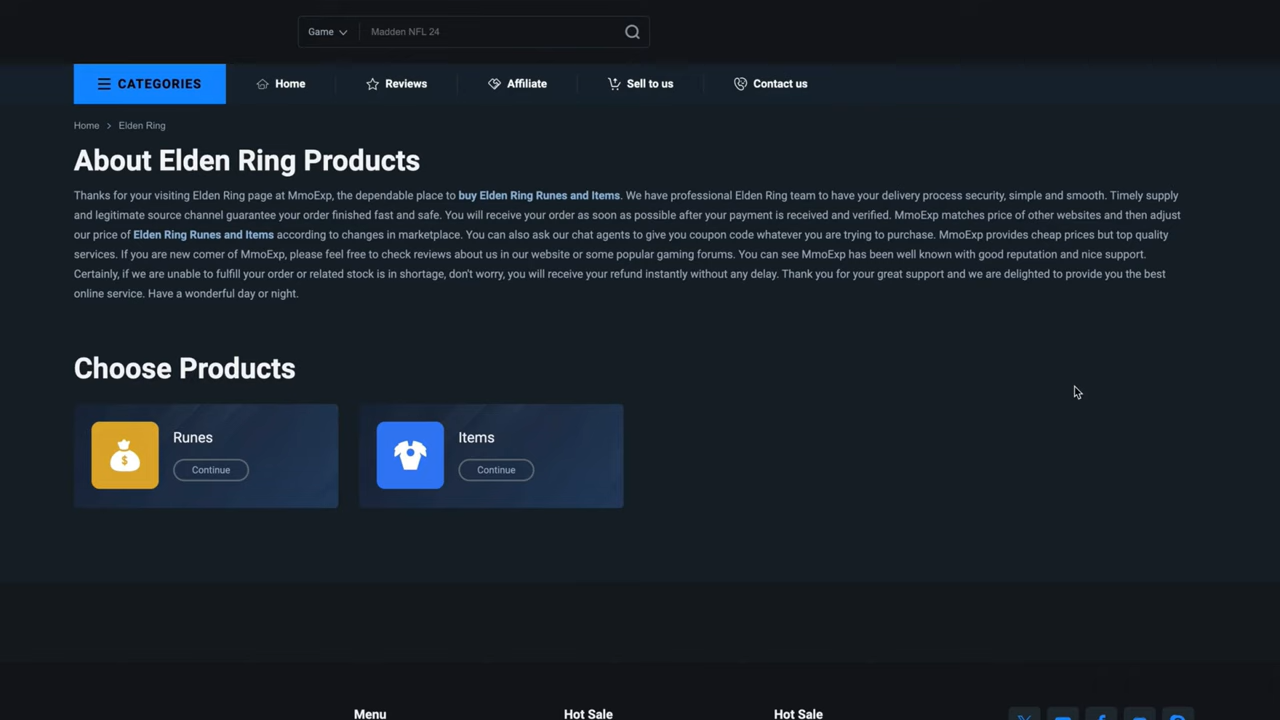 Game
Madden NFL 24
CATEGORIES
Home
Reviews
Affiliate
Sell to us
Contact us
Home > Elden Ring
About Elden Ring Products
Thanks for your visiting Elden Ring page at MmoExp, the dependable place to buy Elden Ring Runes and Items. We have professional Elden Ring team to have your delivery process security, simple and smooth. Timely supply
and legitimate source channel guarantee your order finished fast and safe. You will receive your order as soon as possible after your payment is received and verified. MmoExp matches price of other websites and then adjust
our price of Elden Ring Runes and Items according to changes in marketplace. You can also ask our chat agents to give you coupon code whatever you are trying to purchase. MmoExp provides cheap prices but top quality
services. If you are new comer of MmoExp, please feel free to check reviews about us in our website or some popular gaming forums. You can see MmoExp has been well known with good reputation and nice support.
Certainly, if we are unable to fulfill your order or related stock is in shortage, don't worry, you will receive your refund instantly without any delay. Thank you for your great support and we are delighted to provide you the best
online service. Have a wonderful day or night.
Choose Products
Runes
Continue
Items
Continue
Menu
Hot Sale
Hot Sale